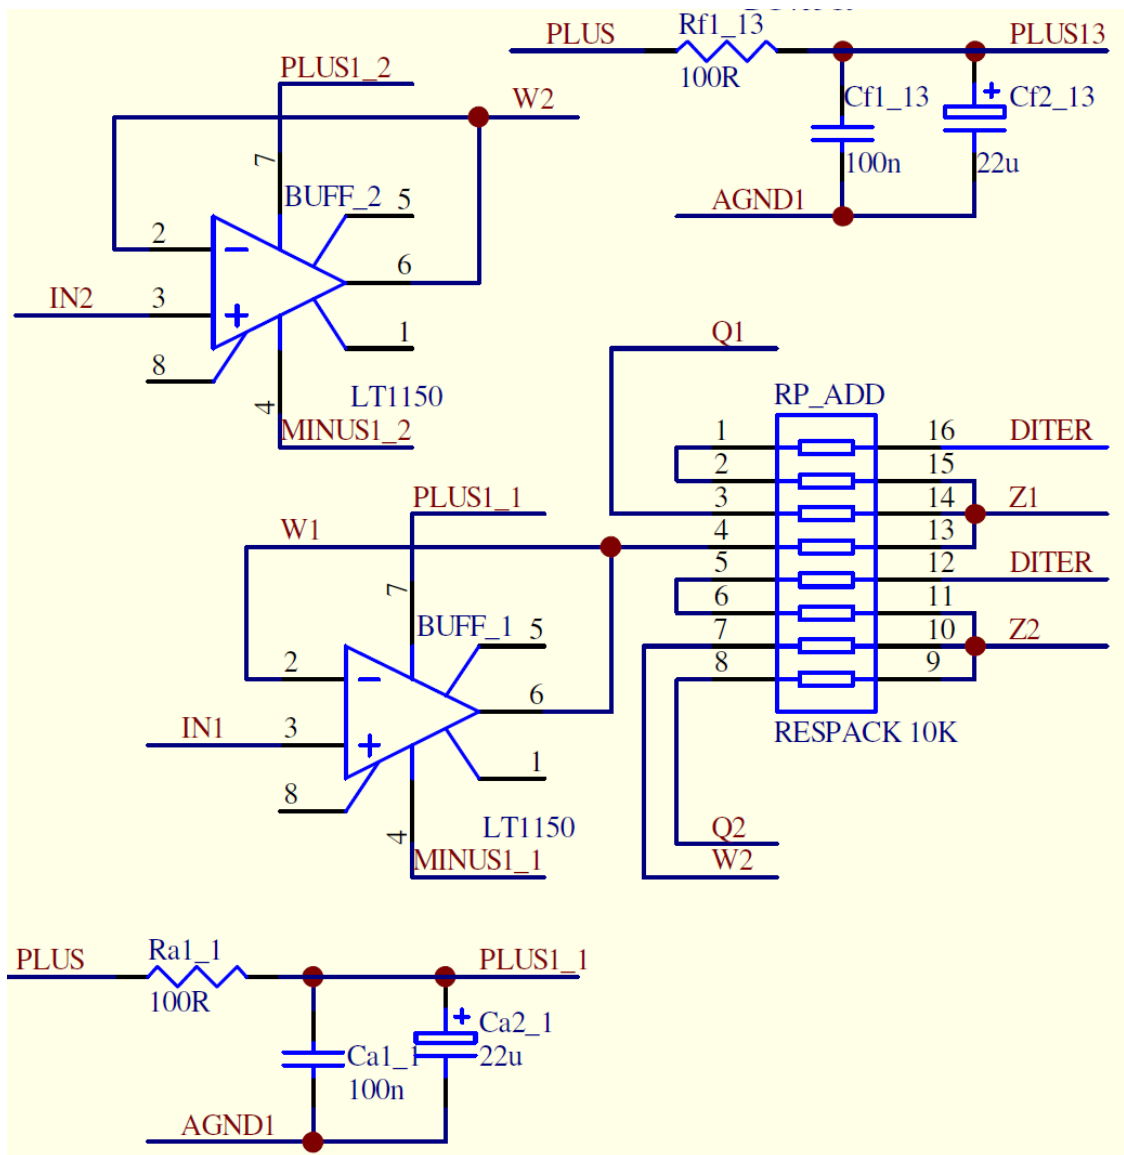 PLUS1_2
W2
7
BUFF_2
5
2
6
IN2
3
1
8
4
LT1150
MINUS1_2
PLUS
Rf1_13
100R
PLUS13
Cf1_13
100n
Cf2_13
22u
AGND1
Q1
RP_ADD
1
16
DITER
2
15
3
14
Z1
4
13
5
12
DITER
6
11
7
10
Z2
8
9
RESPACK 10K
Q2
W2
PLUS1_1
W1
7
BUFF_1
5
2
6
IN1
3
1
8
4
LT1150
MINUS1_1
PLUS
Ra1_1
100R
PLUS1_1
Ca1_1
100n
Ca2_1
22u
AGND1